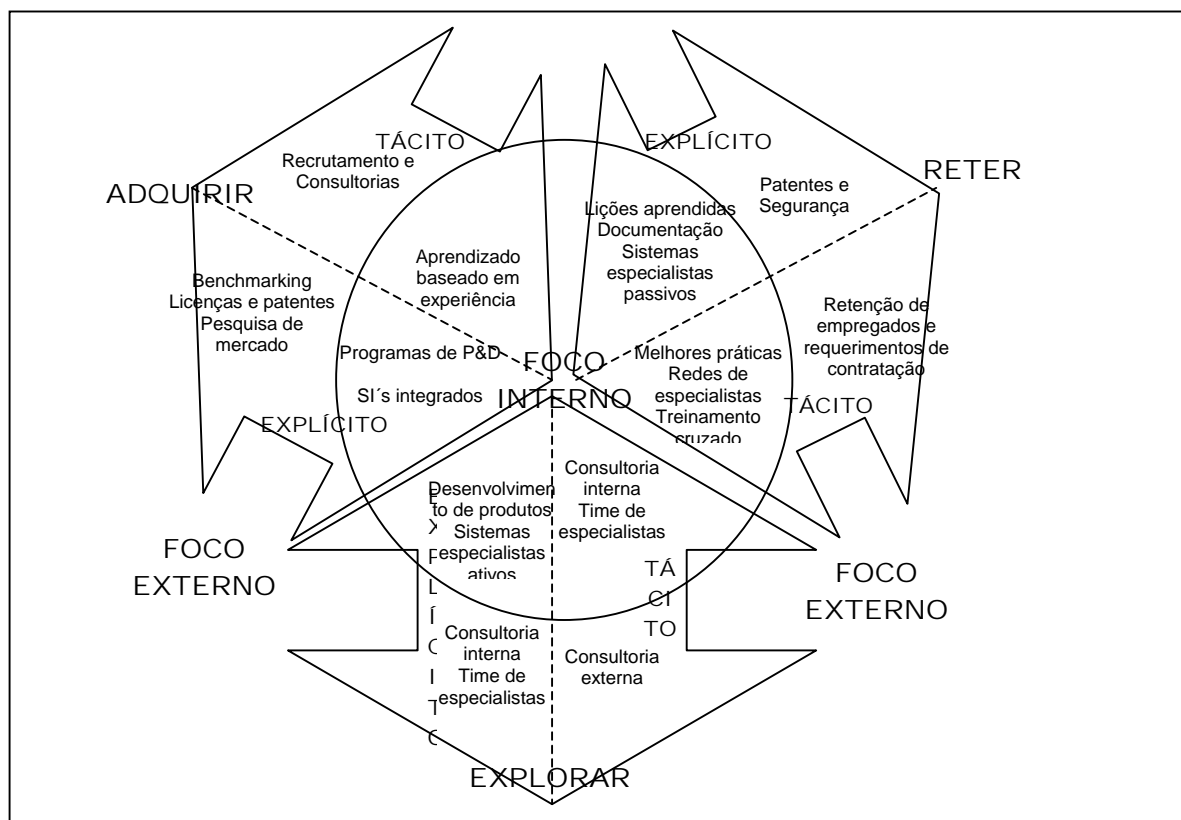 TÁCITO
Recrutamento e
Consultorias
ADQUIRIR
Aprendizado
baseado em
experiência
Benchmarking
Licenças e patentes
Pesquisa de
mercado
Programas de P&D
SI´s integrados
EXPLÍCITO
EXPLÍCITO
RETER
Patentes e
Segurança
Lições aprendidas
Documentação
Sistemas
especialistas
passivos
Retenção de
empregados e
requerimentos de
contratação
Melhores práticas
Redes de
especialistas
Treinamento
cruzado
TÁCITO
FOCO
INTERNO
FOCO
EXTERNO
Desenvolvimen
to de produtos
Sistemas
especialistas
ativos
E
X
P
L
Í
C
I
T
O
Consultoria
interna
Time de
especialistas
Consultoria
interna
Time de
especialistas
TÁ
CI
TO
Consultoria
externa
FOCO
EXTERNO
EXPLORAR